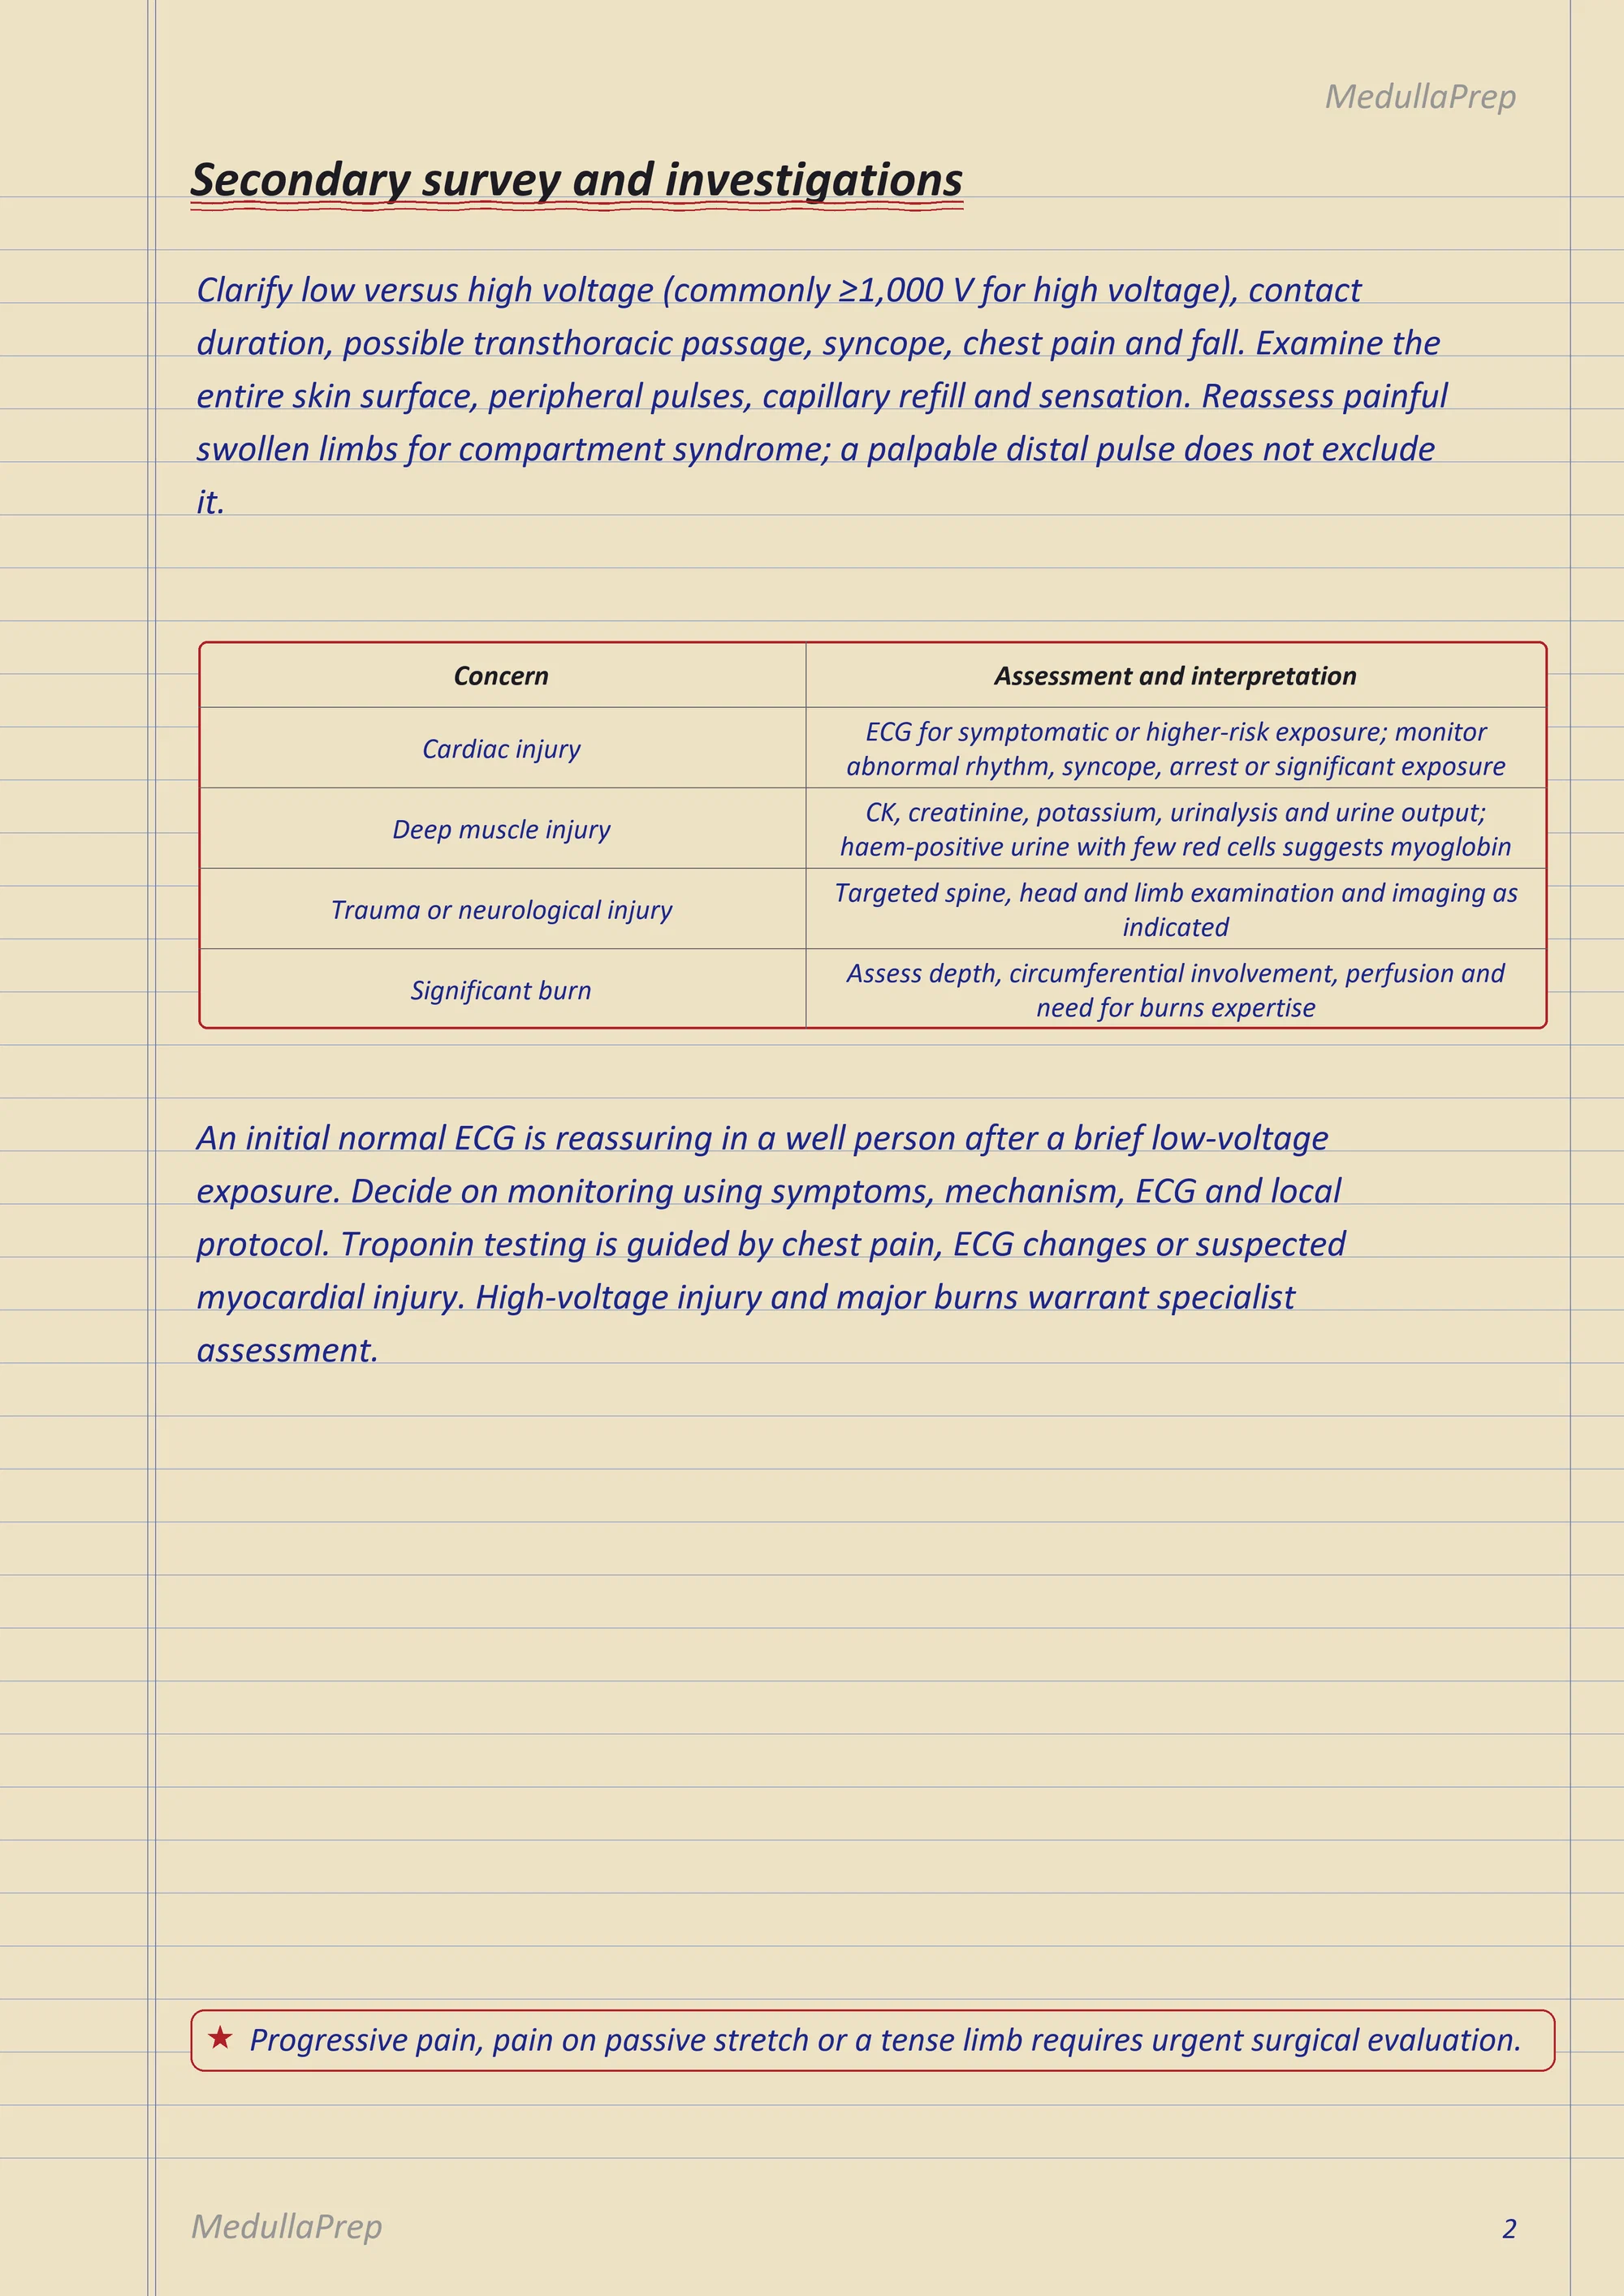 MedullaPrep
Secondary survey and investigations
Clarify low versus high voltage (commonly ≥1,000 V for high voltage), contact
duration, possible transthoracic passage, syncope, chest pain and fall. Examine the
entire skin surface, peripheral pulses, capillary refill and sensation. Reassess painful
swollen limbs for compartment syndrome; a palpable distal pulse does not exclude
it.
Concern
Assessment and interpretation
Cardiac injury
ECG for symptomatic or higher-risk exposure; monitor
abnormal rhythm, syncope, arrest or significant exposure
Deep muscle injury
CK, creatinine, potassium, urinalysis and urine output;
haem-positive urine with few red cells suggests myoglobin
Trauma or neurological injury
Targeted spine, head and limb examination and imaging as
indicated
Significant burn
Assess depth, circumferential involvement, perfusion and
need for burns expertise
An initial normal ECG is reassuring in a well person after a brief low-voltage
exposure. Decide on monitoring using symptoms, mechanism, ECG and local
protocol. Troponin testing is guided by chest pain, ECG changes or suspected
myocardial injury. High-voltage injury and major burns warrant specialist
assessment.
★ Progressive pain, pain on passive stretch or a tense limb requires urgent surgical evaluation.
MedullaPrep
2